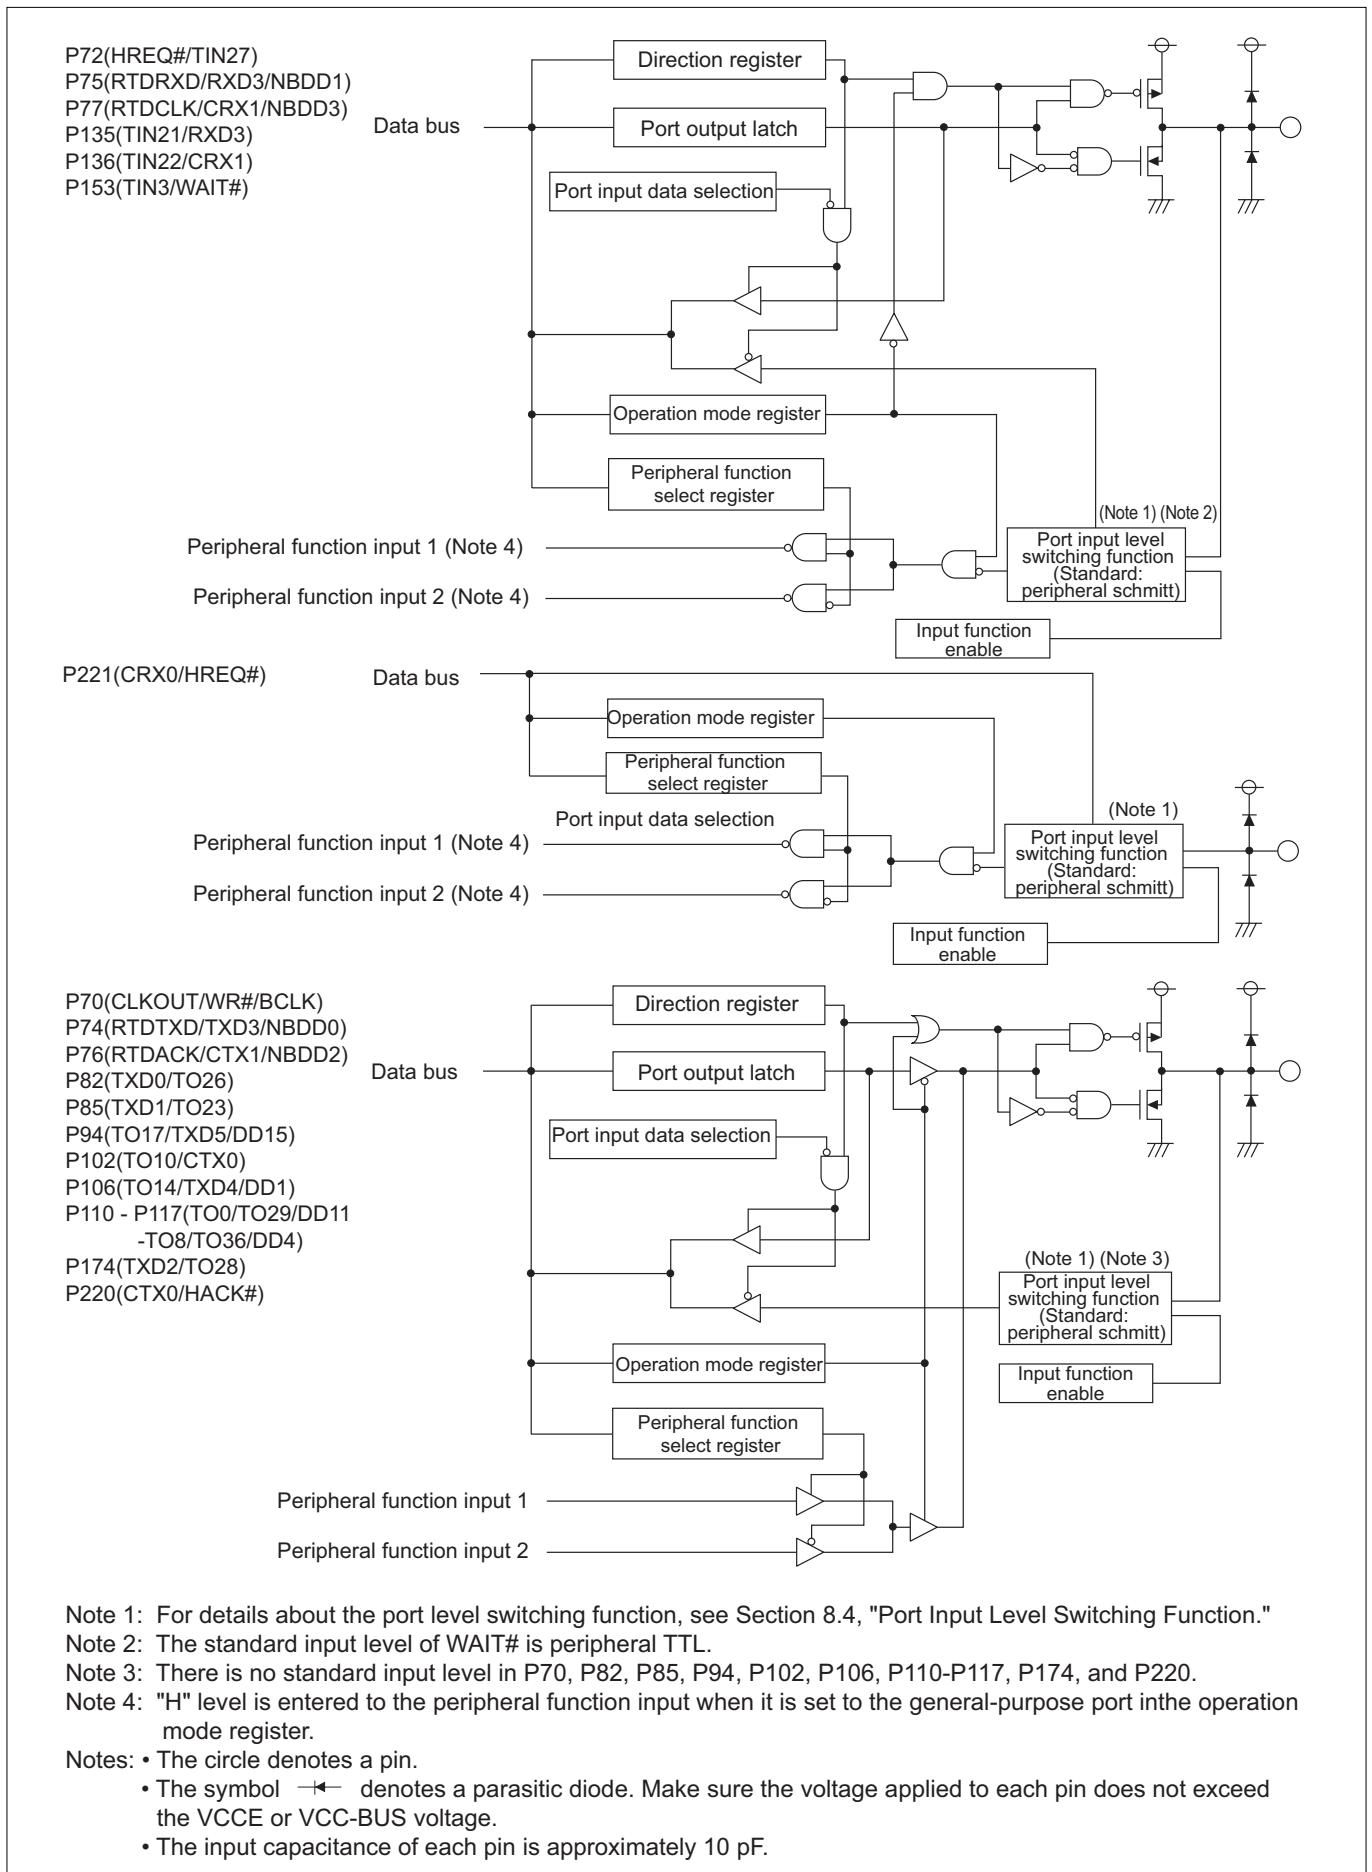 P72(HREQ#/TIN27)
P75(RTDRXD/RXD3/NBDD1)
P77(RTDCLK/CRX1/NBDD3)
P135(TIN21/RXD3)
P136(TIN22/CRX1)
P153(TIN3/WAIT#)
Data bus
Direction register
Port output latch
Port input data selection
Operation mode register
Peripheral function
select register
(Note 1) (Note 2)
Port input level
switching function
(Standard:
peripheral schmitt)
Peripheral function input 1 (Note 4)
Peripheral function input 2 (Note 4)
Input function
enable
P221(CRX0/HREQ#)
Data bus
Operation mode register
Peripheral function
select register
Port input data selection
(Note 1)
Port input level
switching function
(Standard:
peripheral schmitt)
Peripheral function input 1 (Note 4)
Peripheral function input 2 (Note 4)
Input function
enable
P70(CLKOUT/WR#/BCLK)
P74(RTDTXD/TXD3/NBDD0)
P76(RTDACK/CTX1/NBDD2)
P82(TXD0/TO26)
P85(TXD1/TO23)
P94(TO17/TXD5/DD15)
P102(TO10/CTX0)
P106(TO14/TXD4/DD1)
P110 - P117(TO0/TO29/DD11
-TO8/TO36/DD4)
P174(TXD2/TO28)
P220(CTX0/HACK#)
Data bus
Direction register
Port output latch
Port input data selection
(Note 1) (Note 3)
Port input level
switching function
(Standard:
peripheral schmitt)
Operation mode register
Input function
enable
Peripheral function
select register
Peripheral function input 1
Peripheral function input 2
Note 1: For details about the port level switching function, see Section 8.4, "Port Input Level Switching Function."
Note 2: The standard input level of WAIT# is peripheral TTL.
Note 3: There is no standard input level in P70, P82, P85, P94, P102, P106, P110-P117, P174, and P220.
Note 4: "H" level is entered to the peripheral function input when it is set to the general-purpose port inthe operation
mode register.
Notes: • The circle denotes a pin.
• The symbol denotes a parasitic diode. Make sure the voltage applied to each pin does not exceed
the VCCE or VCC-BUS voltage.
• The input capacitance of each pin is approximately 10 pF.